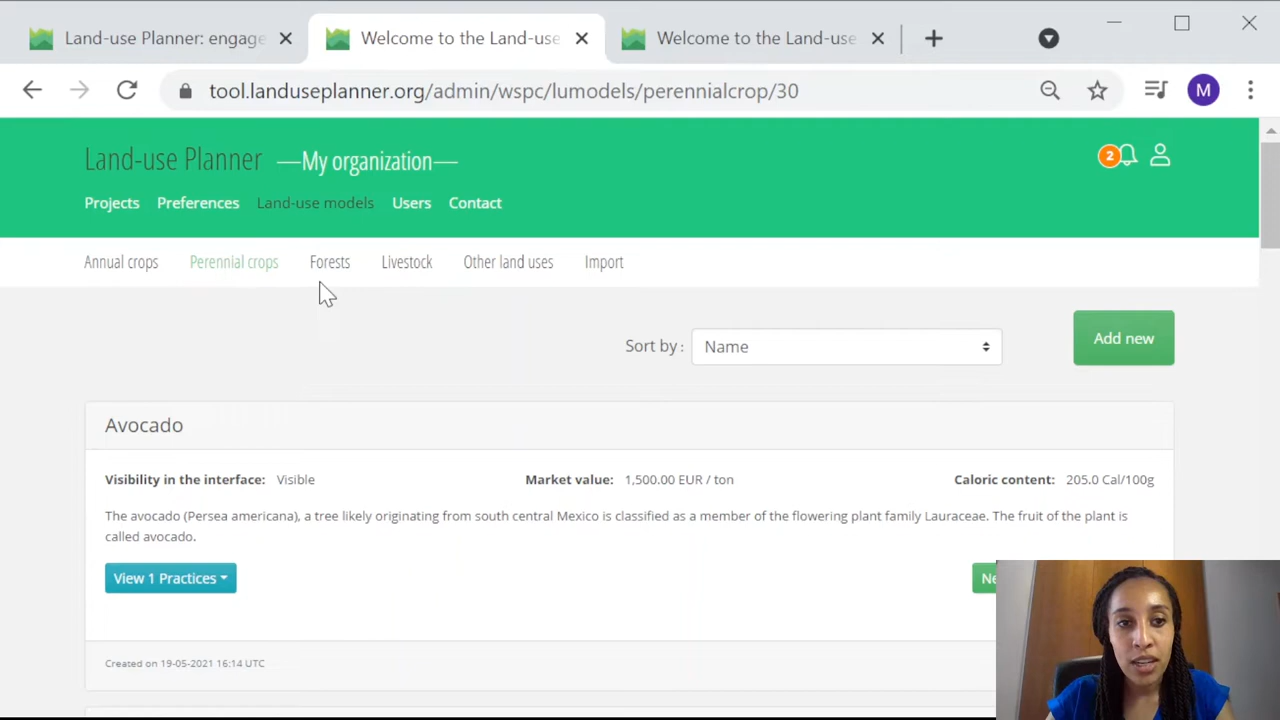 Land-use Planner: engage
Welcome to the Land-use
Welcome to the Land-use
tool.landuseplanner.org/admin/wspc/lumodels/perennialcrop/30
M
Land-use Planner —My organization—
2
Projects Preferences Land-use models Users Contact
Annual crops Perennial crops Forests Livestock Other land uses Import
Sort by : Name
Add new
Avocado
Visibility in the interface: Visible Market value: 1,500.00 EUR / ton Caloric content: 205.0 Cal/100g
The avocado (Persea americana), a tree likely originating from south central Mexico is classified as a member of the flowering plant family Lauraceae. The fruit of the plant is
called avocado.
View 1 Practices
Created on 19-05-2021 16:14 UTC